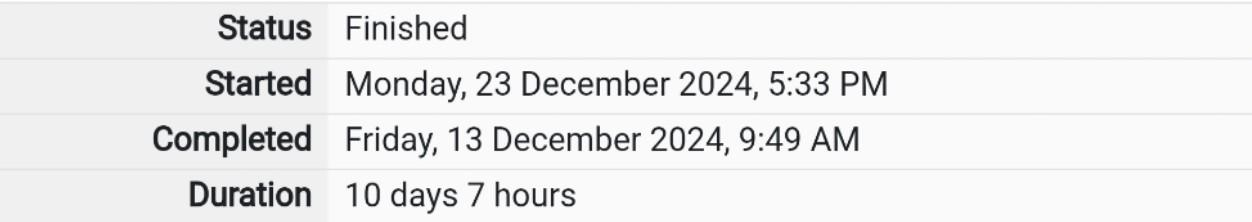 Status Finished
Started Monday, 23 December 2024, 5:33 PM
Completed Friday, 13 December 2024, 9:49 AM
Duration 10 days 7 hours